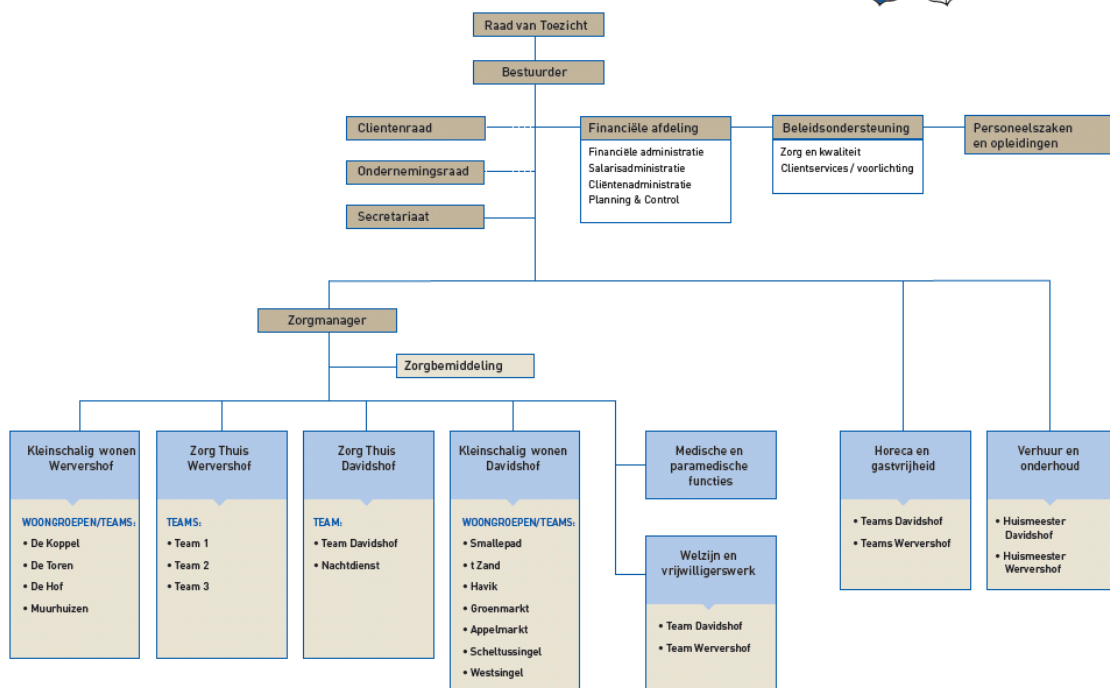 Raad van Toezicht
Bestuurder
Clientenraad
Ondernemingsraad
Secretariaat
Financiële afdeling
Financiële administratie
Salarisadministratie
Cliëntenadministratie
Planning & Control
Beleidsondersteuning
Zorg en kwaliteit
Clientservices / voorlichting
Personeelszaken
en opleidingen
Zorgmanager
Zorgbemiddeling
Kleinschalig wonen
Wervershof
WOONGROEPEN/TEAMS:
• De Koppel
• De Toren
• De Hof
• Muurhuizen
Zorg Thuis
Wervershof
TEAMS:
• Team 1
• Team 2
• Team 3
Zorg Thuis
Davidshof
TEAM:
• Team Davidshof
• Nachtdienst
Kleinschalig wonen
Davidshof
WOONGROEPEN/TEAMS:
• Smallepad
• t Zand
• Havik
• Groenmarkt
• Appelmarkt
• Scheltussingel
• Westsingel
Medische en
paramedische
functies
Welzijn en
vrijwilligerswerk
• Team Davidshof
• Team Wervershof
Horeca en
gastvrijheid
• Teams Davidshof
• Teams Wervershof
Verhuur en
onderhoud
• Huismeester
Davidshof
• Huismeester
Wervershof